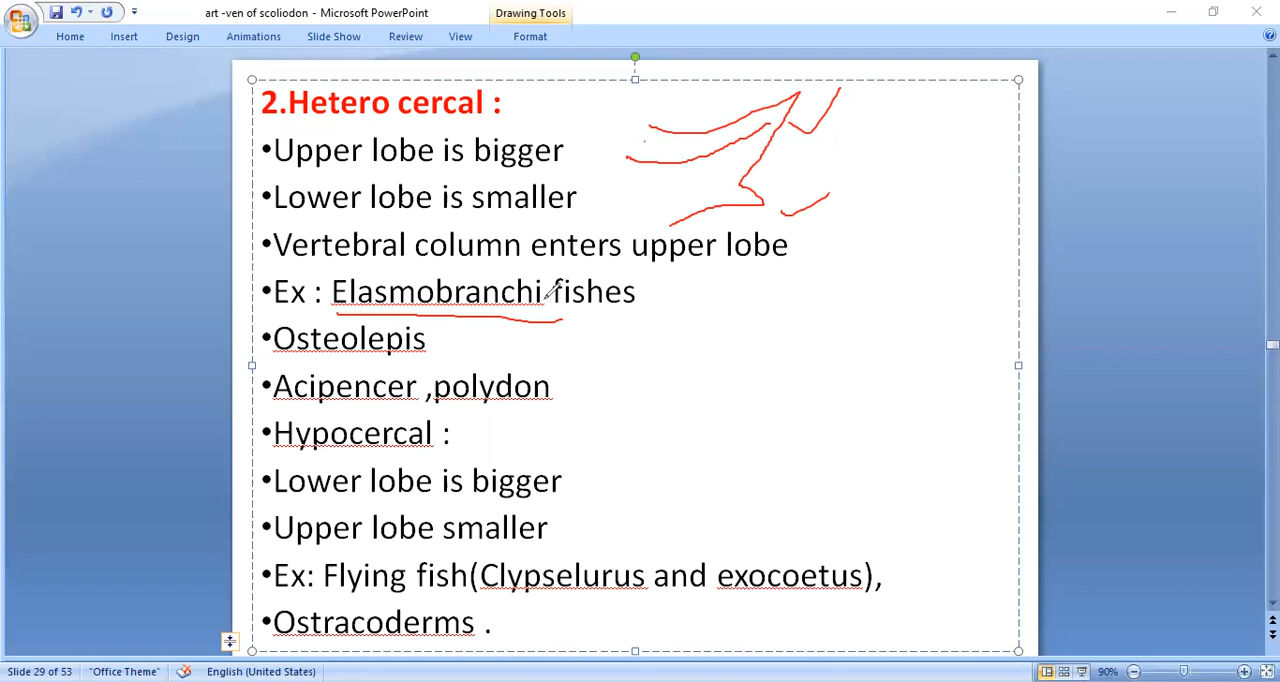 art -ven of scoliodon - Microsoft PowerPoint
Drawing Tools
Home Insert Design Animations Slide Show Review View Format
2.Hetero cercal :
•Upper lobe is bigger
•Lower lobe is smaller
•Vertebral column enters upper lobe
•Ex : Elasmobranchi fishes
•Osteolepis
•Acipencer ,polydon
•Hypocercal :
•Lower lobe is bigger
•Upper lobe smaller
•Ex: Flying fish(Clypselurus and exocoetus),
•Ostracoderms .
Slide 29 of 53 "Office Theme" English (United States) 90%